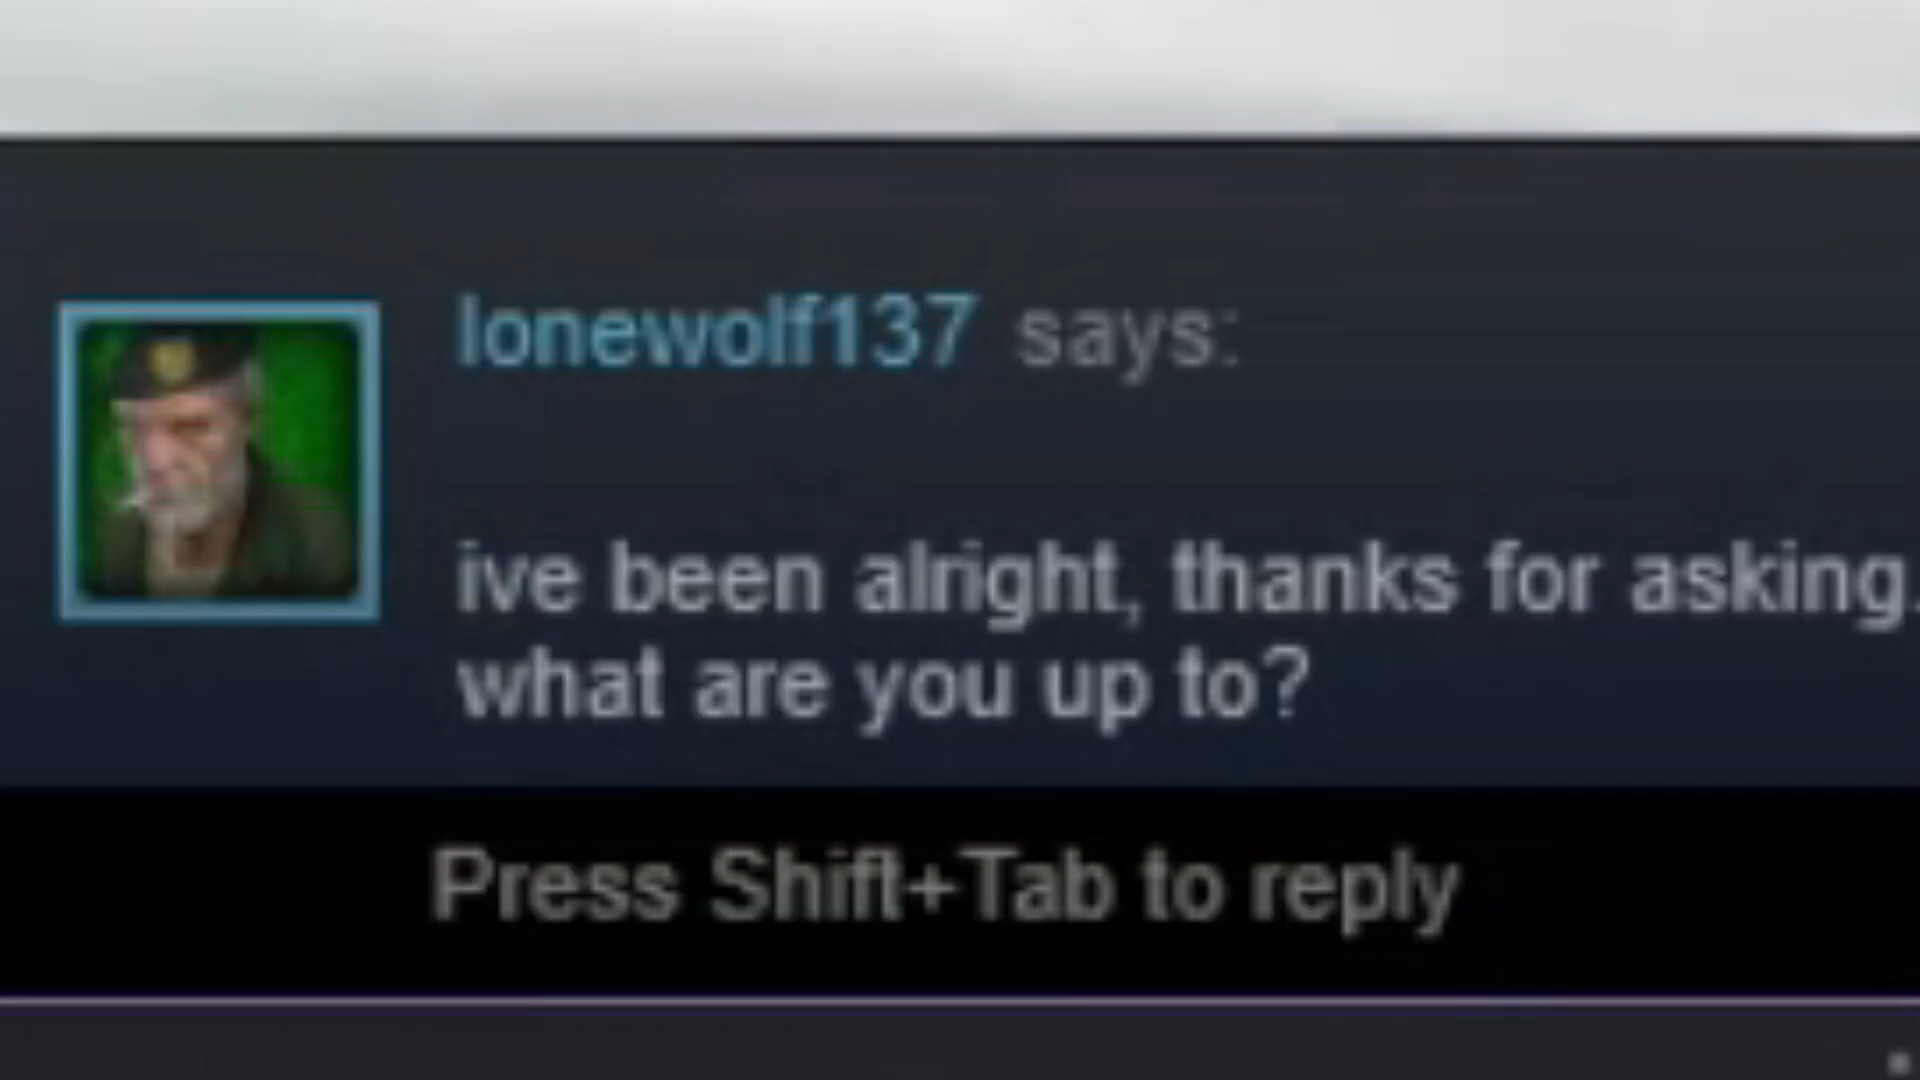 lonewolf137 says:
ive been alright, thanks for asking.
what are you up to?
Press Shift+Tab to reply